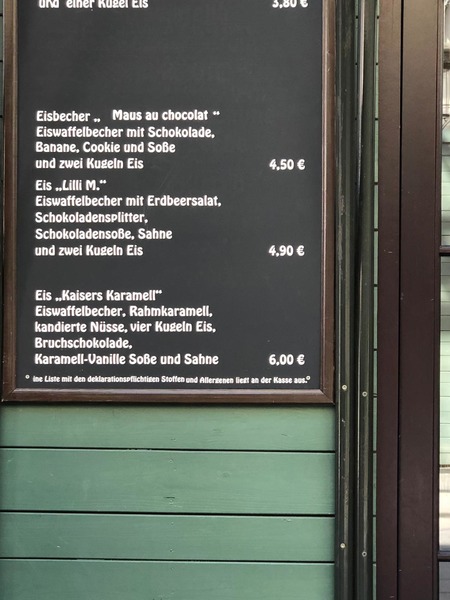 und einer Kugel Eis 3,80 €
Eisbecher „ Maus au chocolat “
Eiswaffelbecher mit Schokolade,
Banane, Cookie und Soße
und zwei Kugeln Eis 4,50 €
Eis „Lilli M.“
Eiswaffelbecher mit Erdbeersalat,
Schokoladensplitter,
Schokoladensoße, Sahne
und zwei Kugeln Eis 4,90 €
Eis „Kaisers Karamell“
Eiswaffelbecher, Rahmkaramell,
kandierte Nüsse, vier Kugeln Eis,
Bruchschokolade,
Karamell-Vanille Soße und Sahne 6,00 €
° ine Liste mit den deklarationspflichtigen Stoffen und Allergenen liegt an der Kasse aus.°